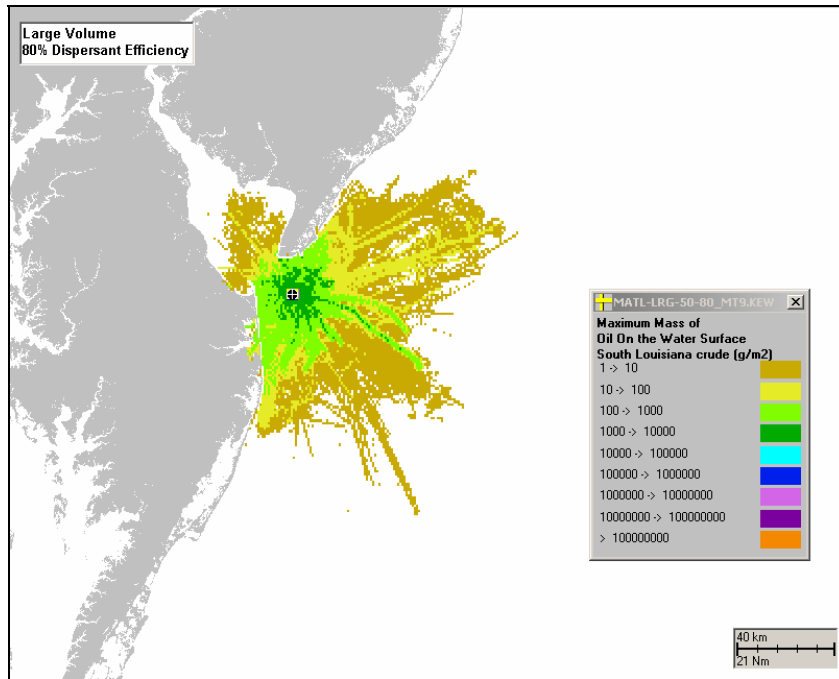 Large Volume
80% Dispersant Efficiency
MATL-LRG-50-80_MT9.KEW
Maximum Mass of
Oil On the Water Surface
South Louisiana crude (g/m2)
1 -> 10
10 -> 100
100 -> 1000
1000 -> 10000
10000 -> 100000
100000 -> 1000000
1000000 -> 10000000
10000000 -> 100000000
> 100000000
40 km
21 Nm